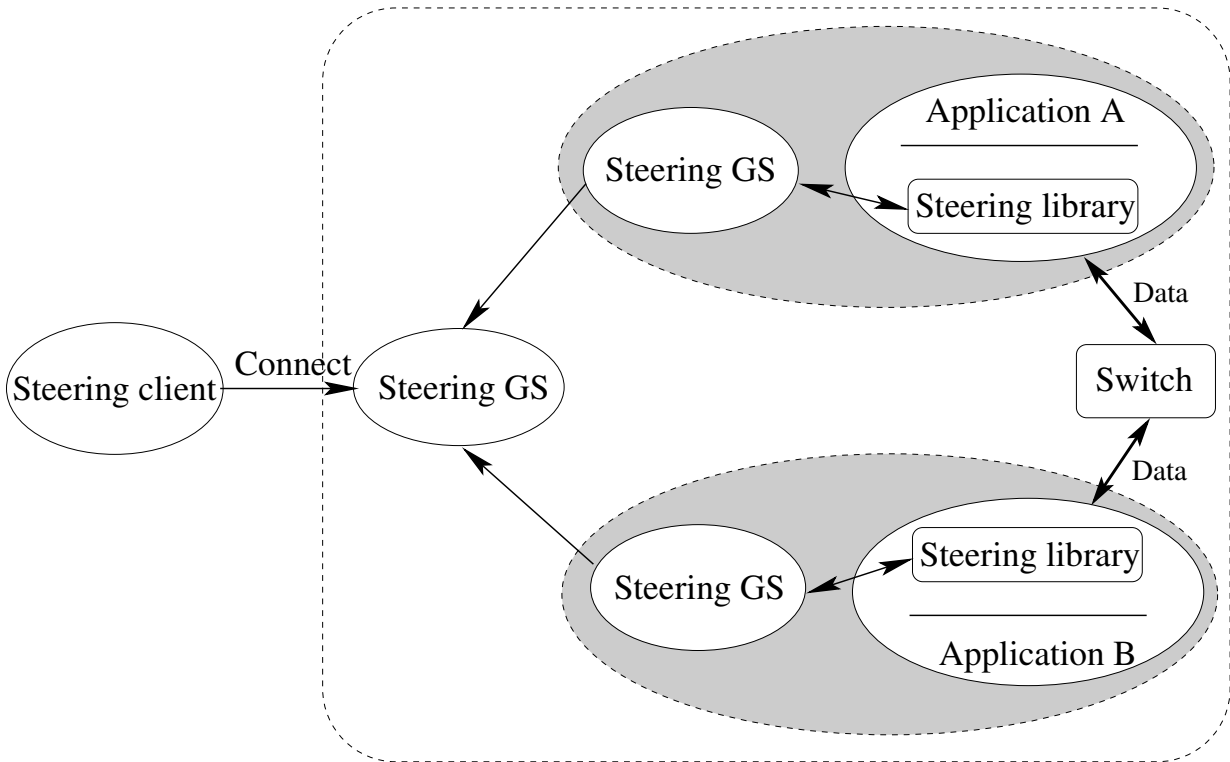 Application A
Steering GS
Steering library
Data
Connect
Steering client
Steering GS
Switch
Data
Steering library
Steering GS
Application B